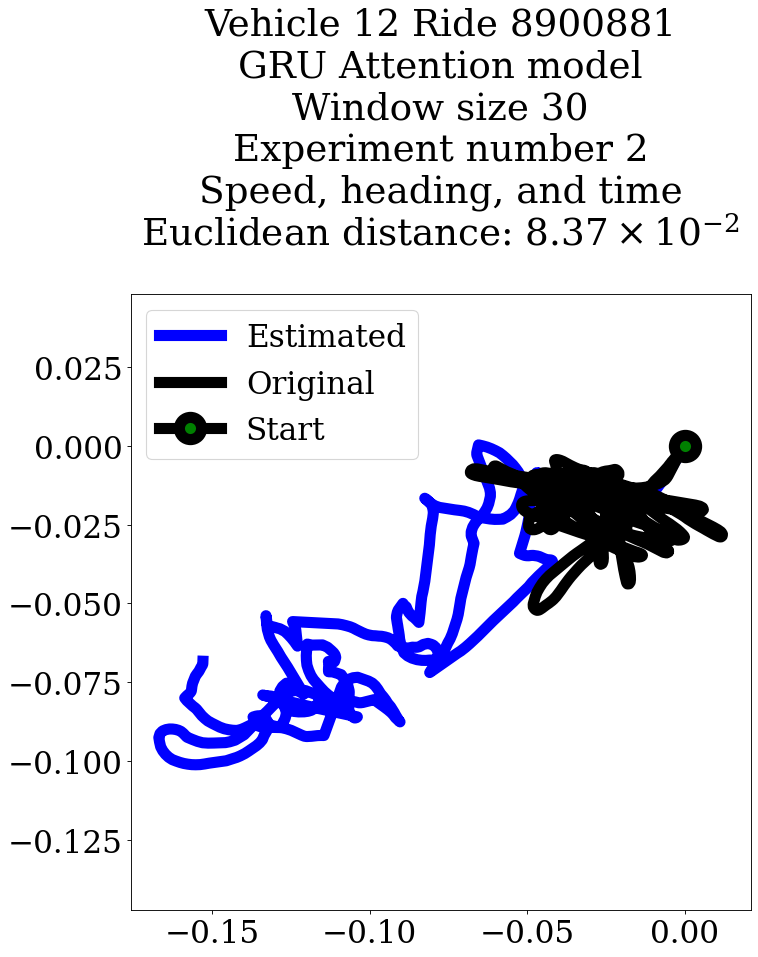 Vehicle 12 Ride 8900881
GRU Attention model
Window size 30
Experiment number 2
Speed, heading, and time
Euclidean distance: 8.37 × 10⁻²
Estimated
Original
Start
0.025
0.000
−0.025
−0.050
−0.075
−0.100
−0.125
−0.15 −0.10 −0.05 0.00